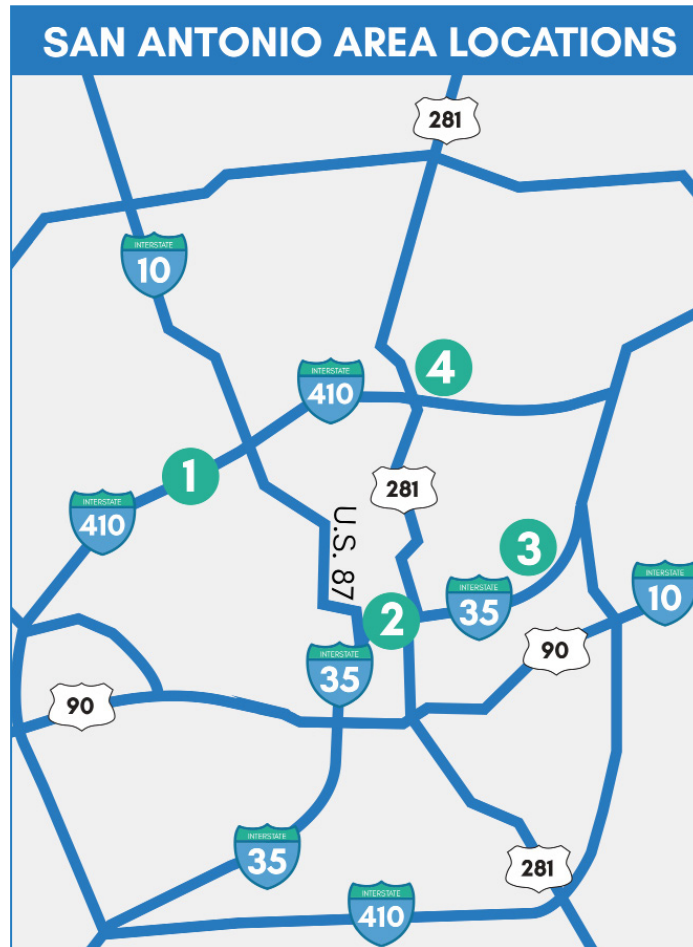 SAN ANTONIO AREA LOCATIONS
281
INTERSTATE
10
4
INTERSTATE
410
1
281
INTERSTATE
410
U.S. 87
3
INTERSTATE
10
INTERSTATE
35
2
90
INTERSTATE
35
90
INTERSTATE
35
281
INTERSTATE
410